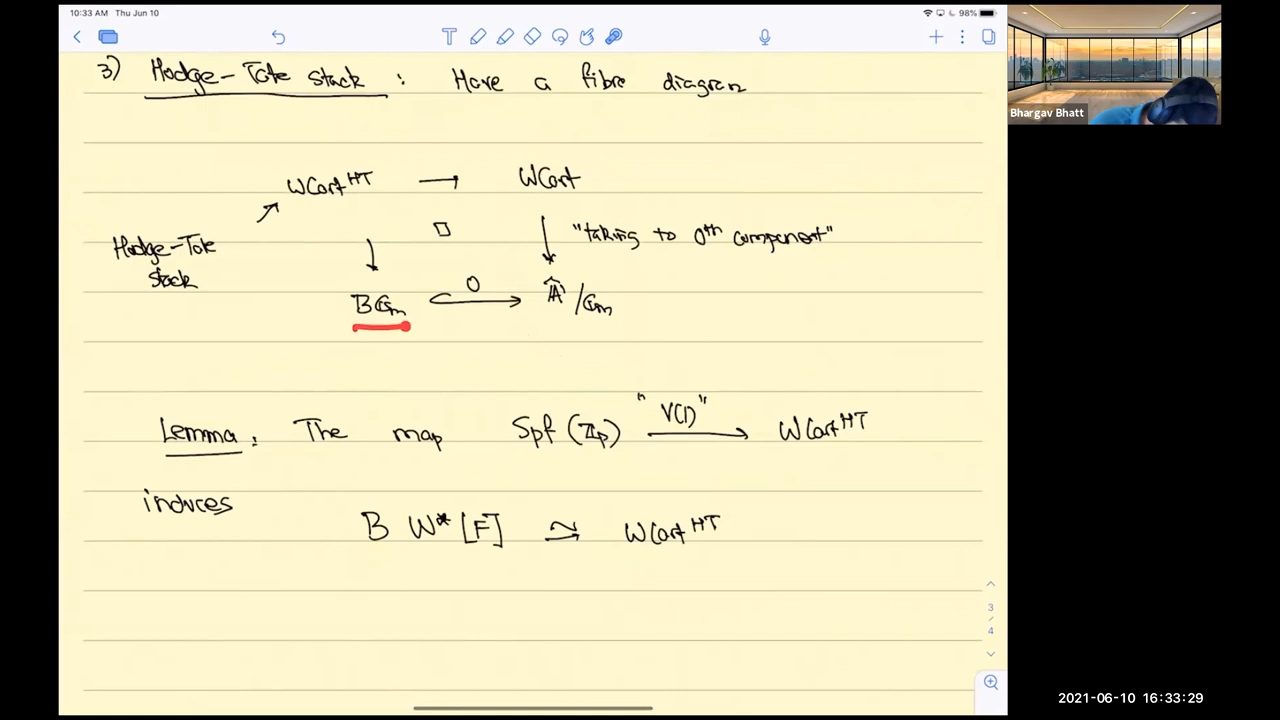 10:33 AM Thu Jun 10
98%
3) Hodge-Tate stack : Have a fibre diagram
WCart^HT → WCart
Hodge-Tate stack
"taking to 0th component"
BG_m 0 Â/G_m
Lemma: The map Spf(Z_p) "V(1)" → WCart^HT
induces
B W*[F] ≃ WCart^HT
3
/
4
Bhargav Bhatt
2021-06-10 16:33:29